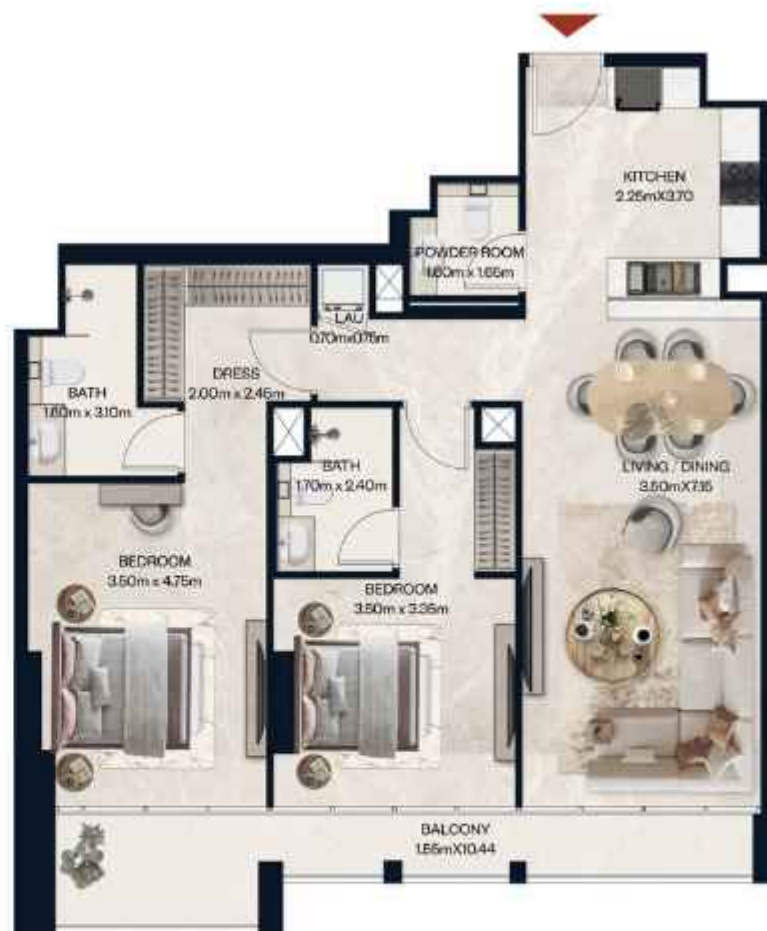 KITCHEN
2.25mX3.70
POWDER ROOM
1.60m x 1.65m
LAU
0.70mx0.75m
DRESS
2.00m x 2.45m
BATH
1.60m x 3.10m
BATH
1.70m x 2.40m
LIVING / DINING
3.50mX7.15
BEDROOM
3.50m x 4.75m
BEDROOM
3.50m x 3.35m
BALCONY
1.55mX10.44